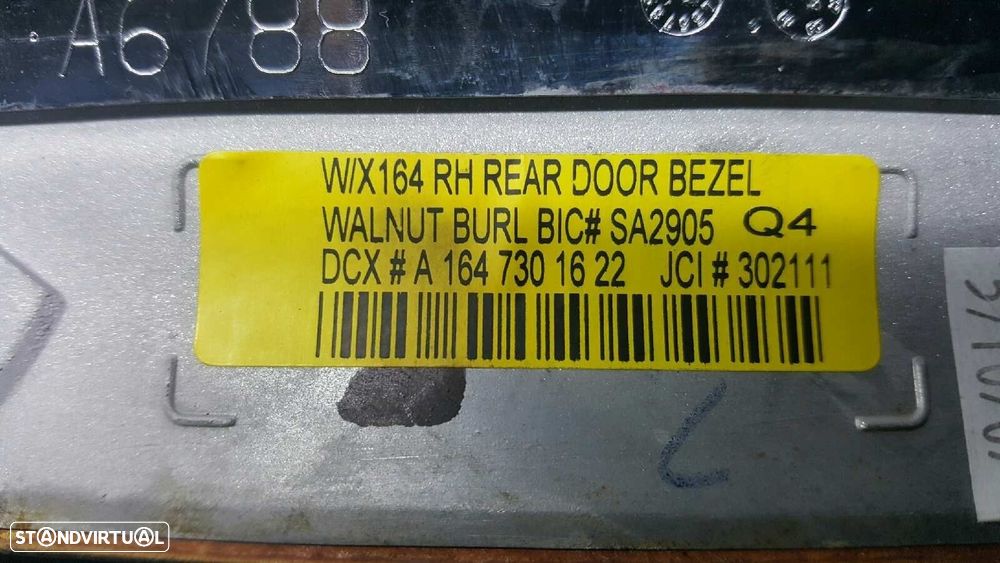 A6788
W/X164 RH REAR DOOR BEZEL
WALNUT BURL BIC# SA2905 Q4
DCX # A 164 730 16 22 JCI # 302111
STANDVIRTUAL